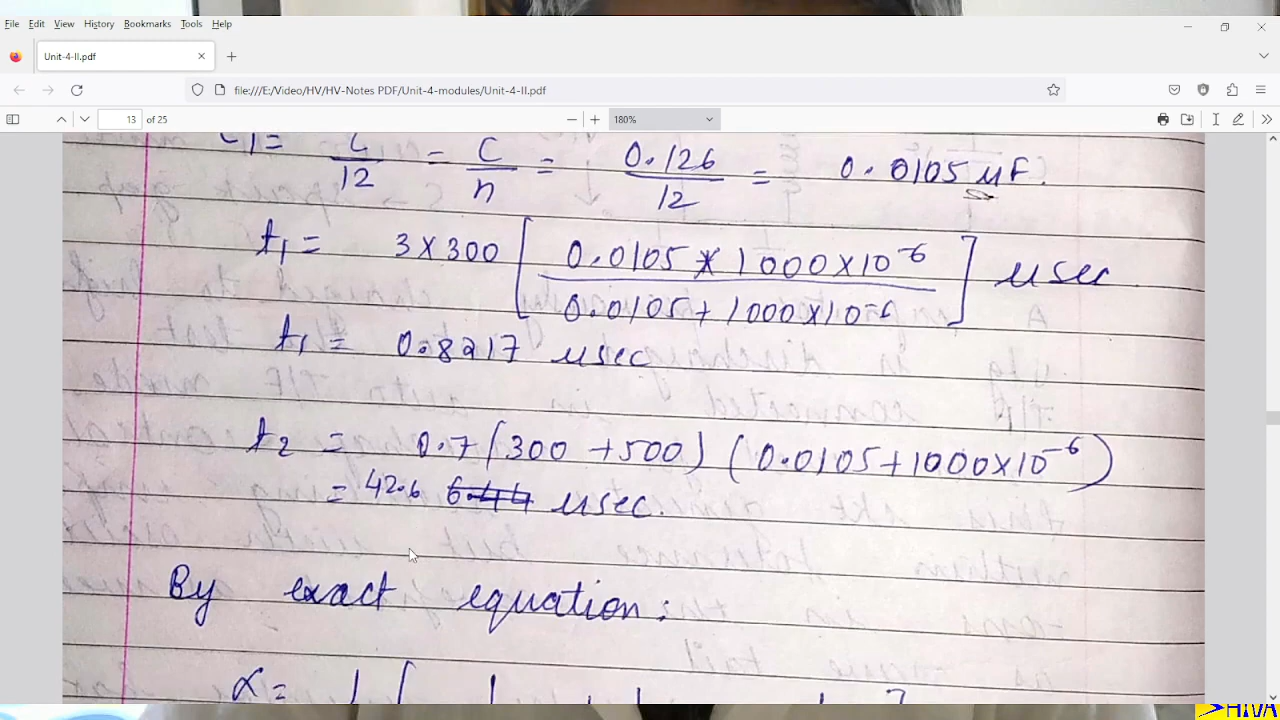 File Edit View History Bookmarks Tools Help
Unit-4-II.pdf
file:///E:/Video/HV/HV-Notes PDF/Unit-4-modules/Unit-4-II.pdf
13 of 25
180%
C1 = C/12 = C/n = 0.126/12 = 0.0105 μF.
t1 = 3 × 300 [ 0.0105 × 1000 × 10^-6 / 0.0105 + 1000 × 10^-6 ] μsec
t1 = 0.8217 μsec
t2 = 0.7 (300 + 500) (0.0105 + 1000 × 10^-6)
= 42.6 μsec.
By exact equation:
α =
SHIVA